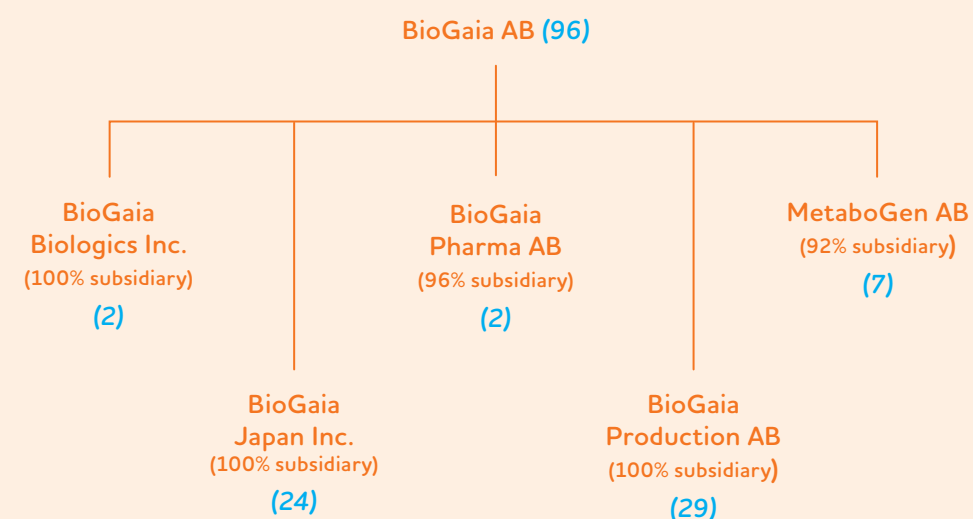 BioGaia AB (96)
BioGaia
Biologics Inc.
(100% subsidiary)
(2)
BioGaia
Japan Inc.
(100% subsidiary)
(24)
BioGaia
Pharma AB
(96% subsidiary)
(2)
BioGaia
Production AB
(100% subsidiary)
(29)
MetaboGen AB
(92% subsidiary)
(7)